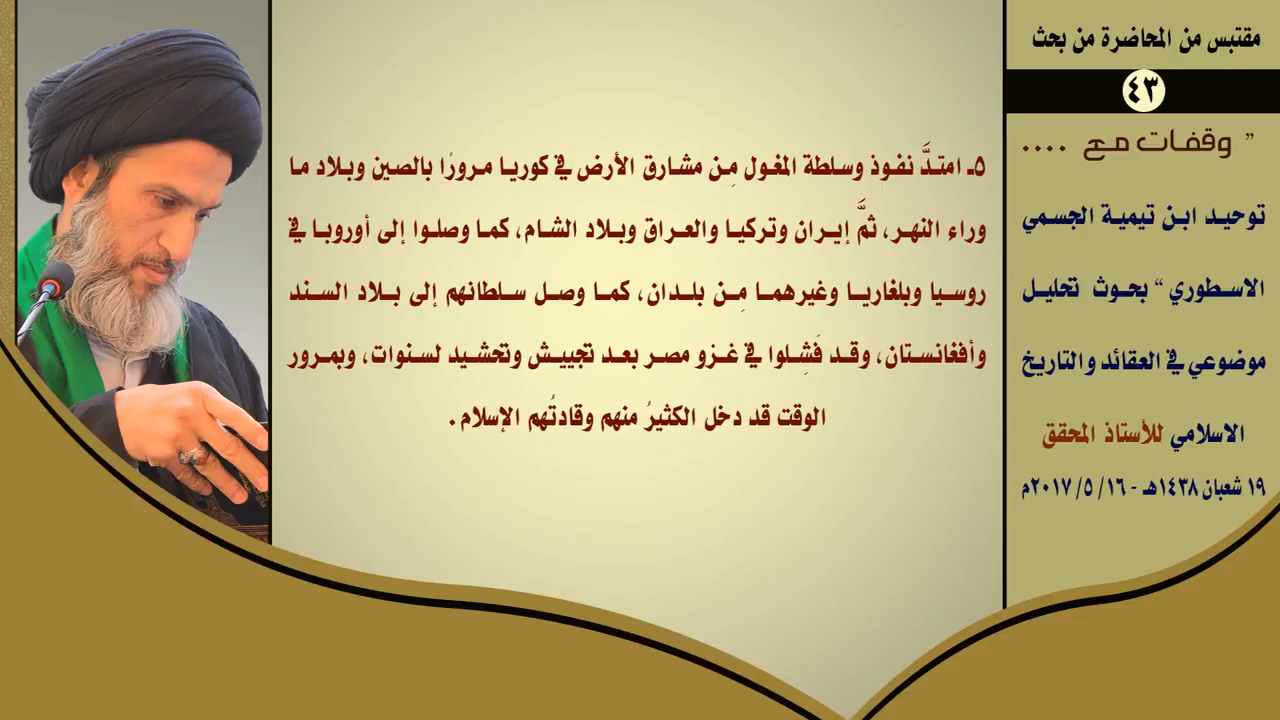 مقتبس من المحاضرة من بحث
٤٣
" وقفات مع ....
توحيد ابن تيمية الجسمي
الاسطوري " بحوث تحليل
موضوعي في العقائد والتاريخ
الاسلامي للأستاذ المحقق
١٩ شعبان ١٤٣٨هـ - ١٦/ ٥/ ٢٠١٧م
٥ـ امتدَّ نفوذ وسلطة المغول مِن مشارق الأرض في كوريا مرورًا بالصين وبلاد ما
وراء النهر، ثمَّ إيران وتركيا والعراق وبلاد الشام، كما وصلوا إلى أوروبا في
روسيا وبلغاريا وغيرهما مِن بلدان، كما وصل سلطانهم إلى بلاد السند
وأفغانستان، وقد فَشِلوا في غزو مصر بعد تجييش وتحشيد لسنوات، وبمرور
الوقت قد دخل الكثيرُ منهم وقادتُهم الإسلام.